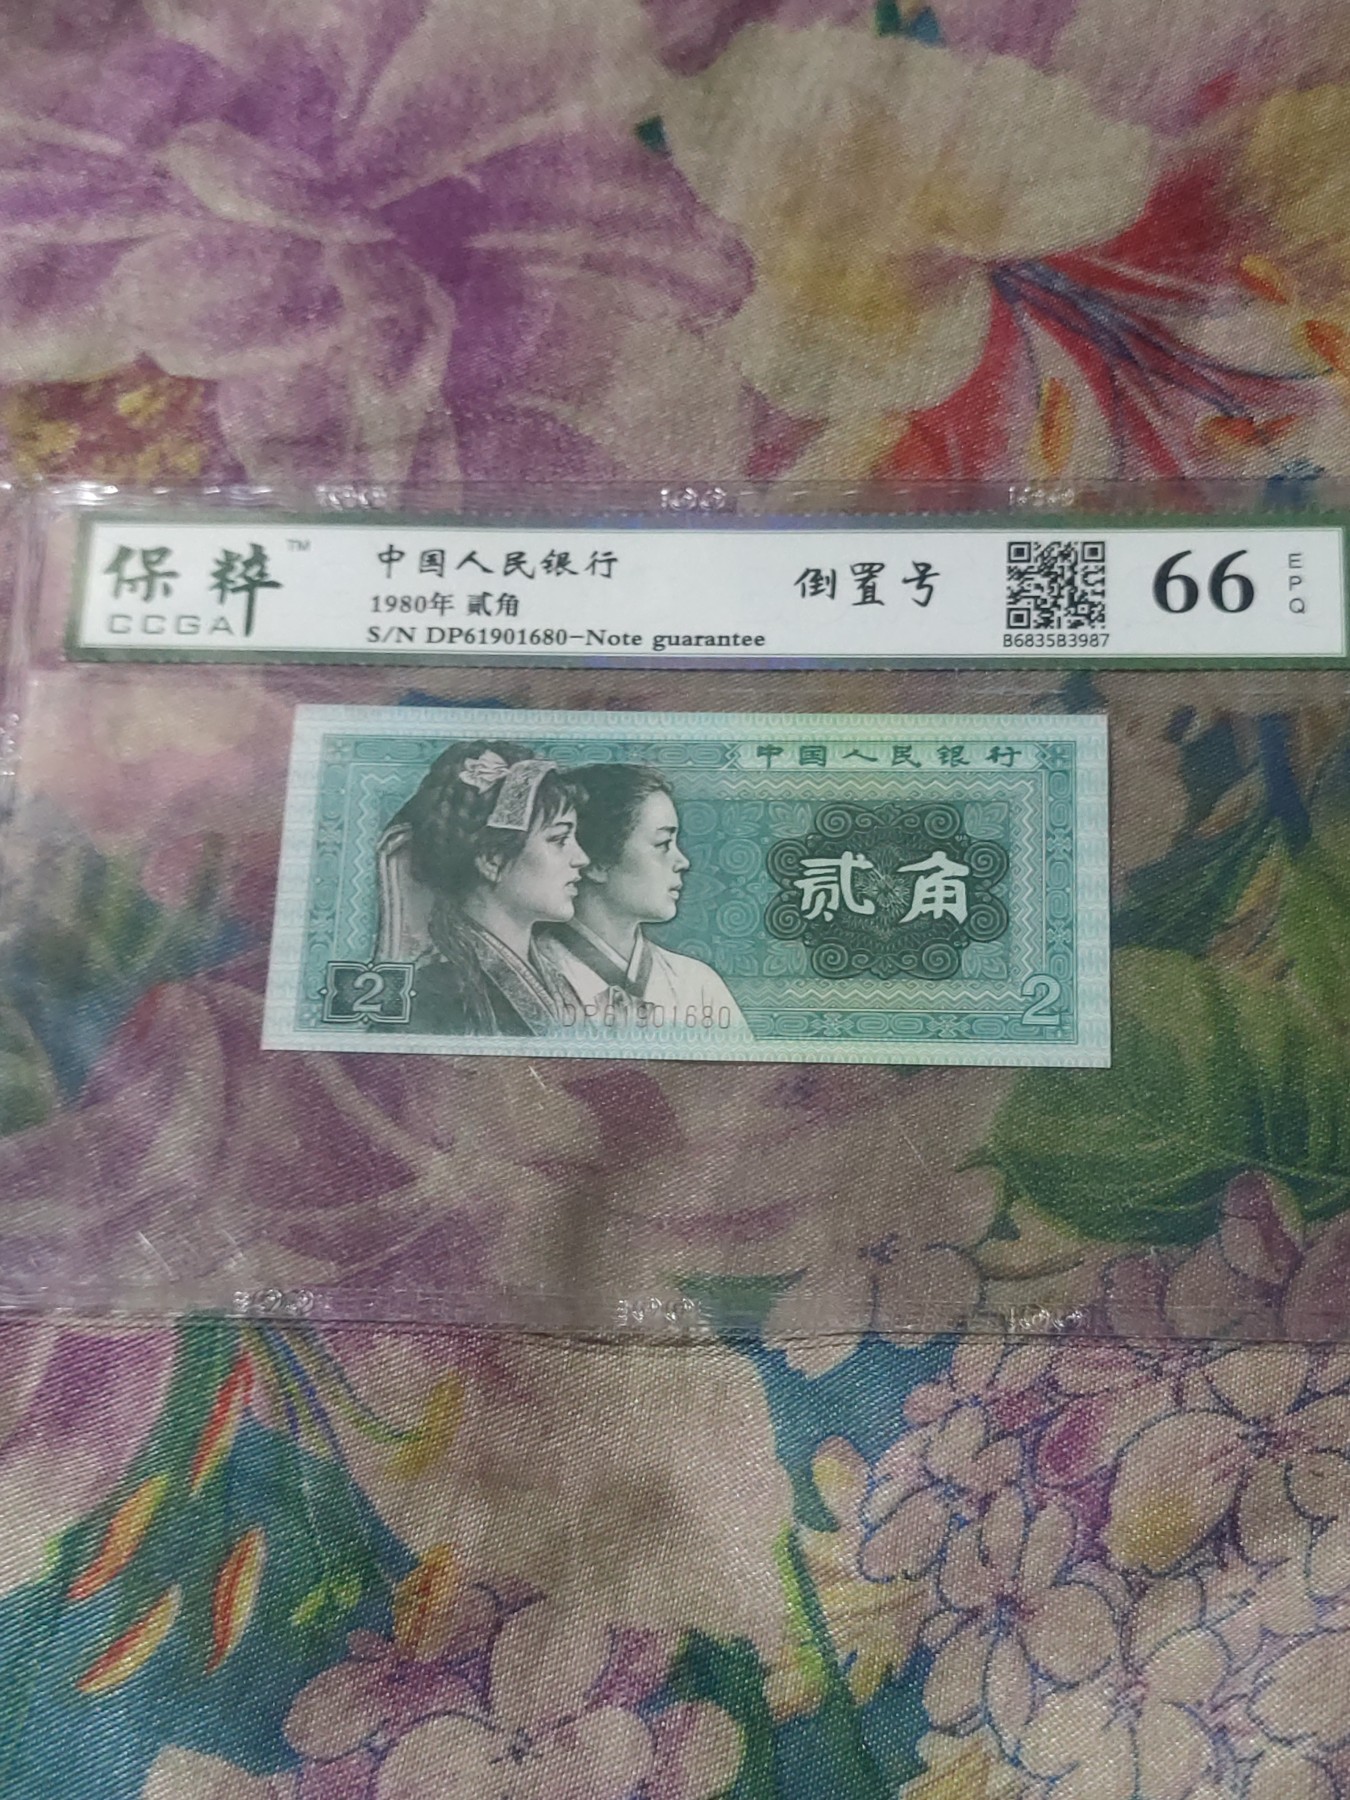 保粹™
CCGA
中国人民银行
1980年 貳角
S/N DP61901680-Note guarantee
倒置号
B6835B3987
66
EPQ
中国人民银行
贰角
2
2
DP61901680